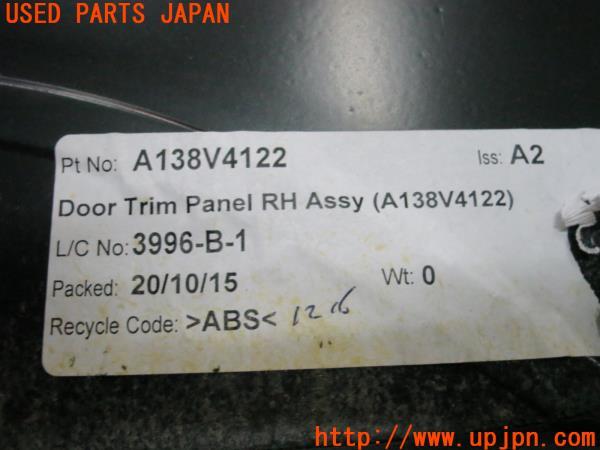 USED PARTS JAPAN
Pt No: A138V4122 Iss: A2
Door Trim Panel RH Assy (A138V4122)
L/C No: 3996-B-1
Packed: 20/10/15 Wt: 0
Recycle Code: >ABS<
UPJ
http://www.upjpn.com